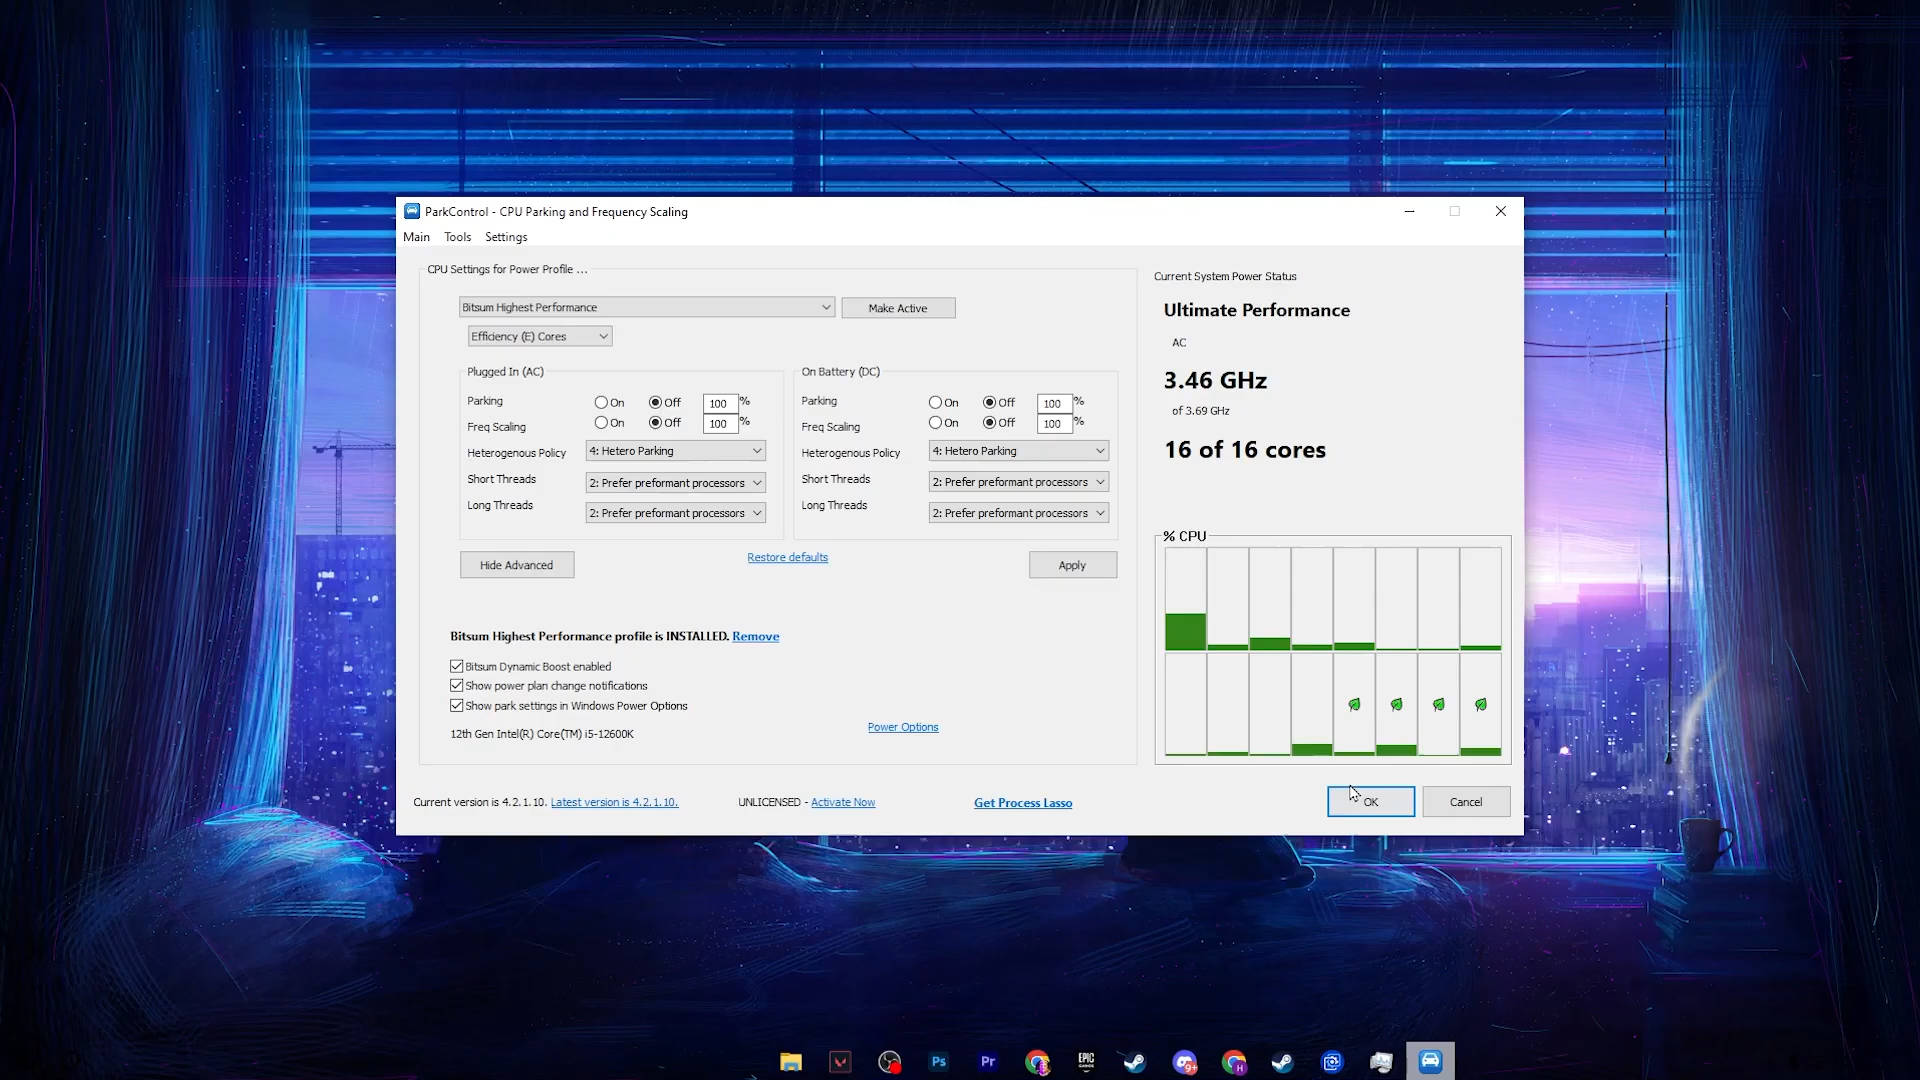 ParkControl - CPU Parking and Frequency Scaling
Main Tools Settings
CPU Settings for Power Profile ...
Bitsum Highest Performance
Make Active
Efficiency (E) Cores
Plugged In (AC)
Parking On Off 100 %
Freq Scaling On Off 100 %
Heterogenous Policy 4: Hetero Parking
Short Threads 2: Prefer preformant processors
Long Threads 2: Prefer preformant processors
On Battery (DC)
Parking On Off 100 %
Freq Scaling On Off 100 %
Heterogenous Policy 4: Hetero Parking
Short Threads 2: Prefer preformant processors
Long Threads 2: Prefer preformant processors
Hide Advanced
Restore defaults
Apply
Bitsum Highest Performance profile is INSTALLED. Remove
Bitsum Dynamic Boost enabled
Show power plan change notifications
Show park settings in Windows Power Options
12th Gen Intel(R) Core(TM) i5-12600K
Power Options
Current System Power Status
Ultimate Performance
AC
3.46 GHz
of 3.69 GHz
16 of 16 cores
% CPU
Current version is 4.2.1.10. Latest version is 4.2.1.10.
UNLICENSED - Activate Now
Get Process Lasso
OK
Cancel
Ps
Pr
EPIC
GAMES
9+
H